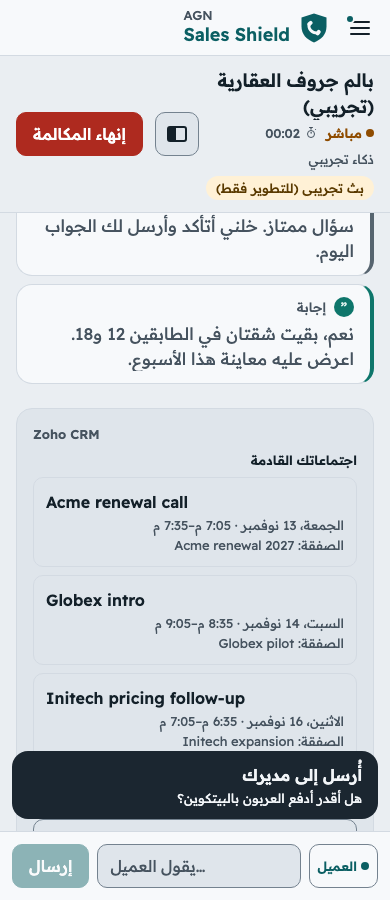 AGN
Sales Shield
بالم جروف العقارية
(تجريبي)
مباشر 00:02
ذكاء تجريبي
بث تجريبي (للتطوير فقط)
إنهاء المكالمة
سؤال ممتاز. خلني أتأكد وأرسل لك الجواب
اليوم.
إجابة
نعم، بقيت شقتان في الطابقين 12 و18.
اعرض عليه معاينة هذا الأسبوع.
Zoho CRM
اجتماعاتك القادمة
Acme renewal call
الجمعة، 13 نوفمبر · 7:05 م–7:35 م
الصفقة: Acme renewal 2027
Globex intro
السبت، 14 نوفمبر · 8:35 م–9:05 م
الصفقة: Globex pilot
Initech pricing follow-up
الاثنين، 16 نوفمبر · 6:35 م–7:05 م
الصفقة: Initech expansion
أُرسل إلى مديرك
هل أقدر أدفع العربون بالبيتكوين؟
العميل
يقول العميل...
إرسال